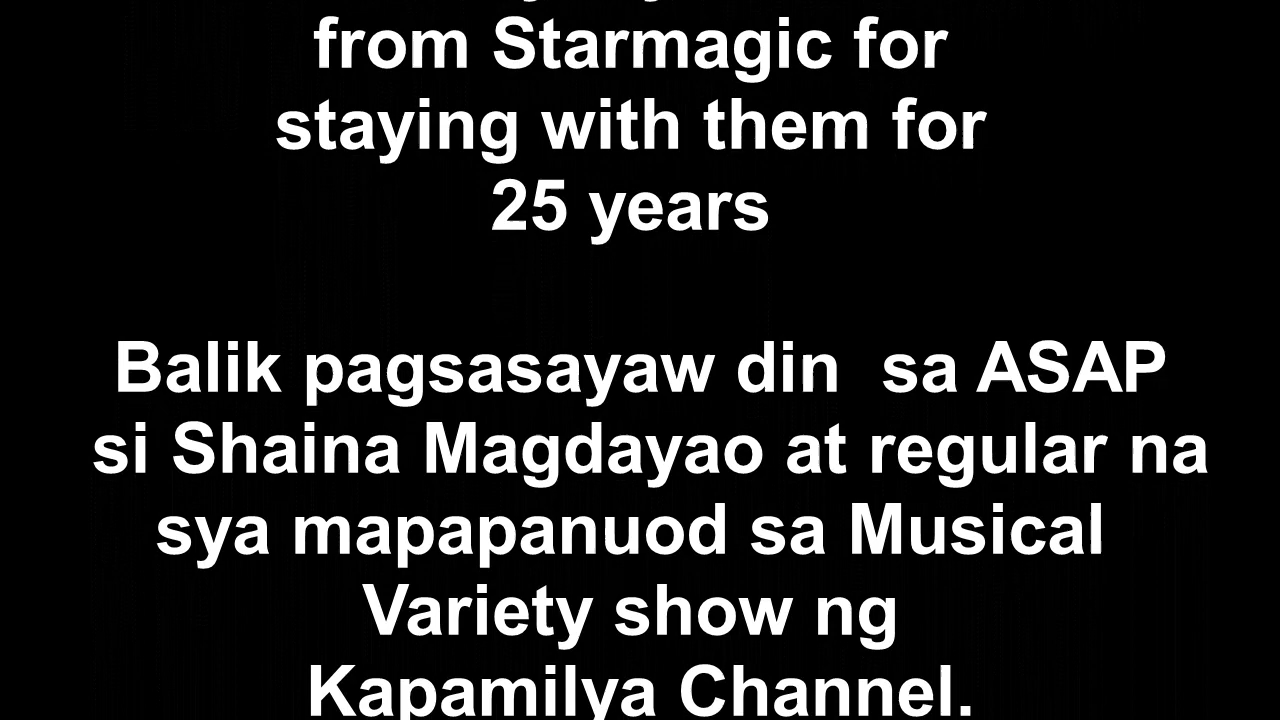 from Starmagic for
staying with them for
25 years
Balik pagsasayaw din  sa ASAP
si Shaina Magdayao at regular na
sya mapapanuod sa Musical
Variety show ng
Kapamilya Channel.